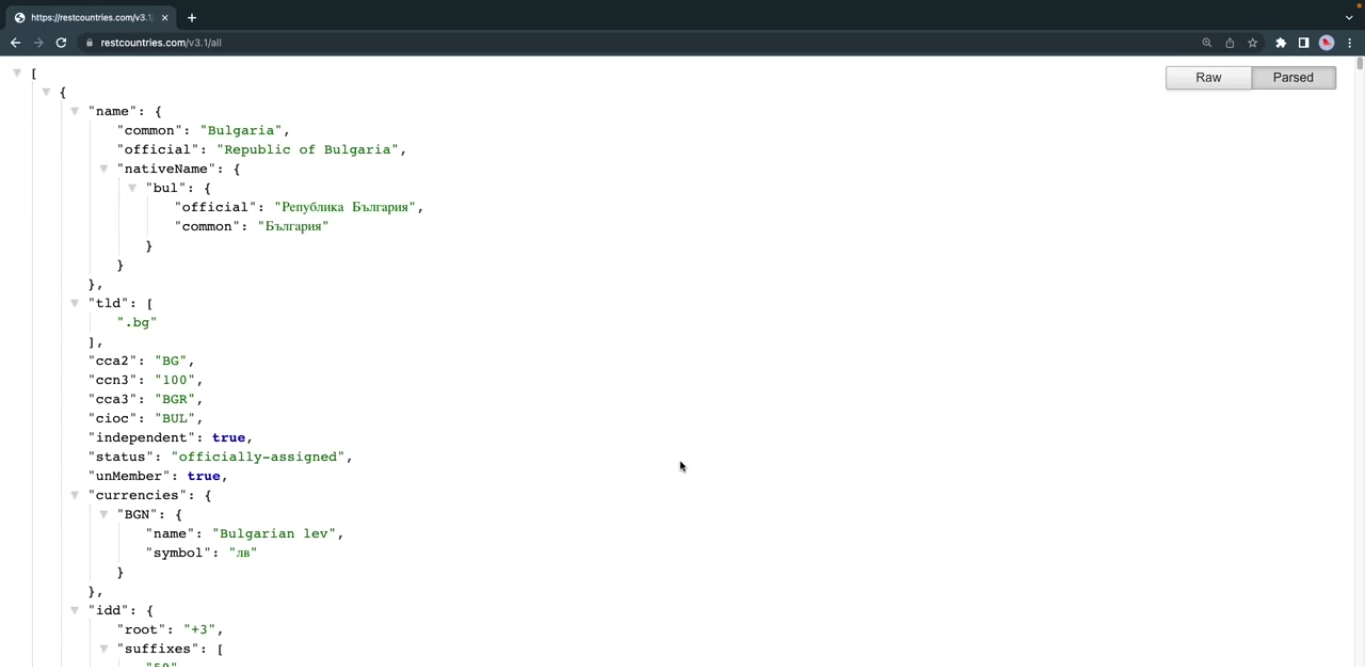 https://restcountries.com/v3.1/
restcountries.com/v3.1/all
Raw Parsed
[
{
"name": {
"common": "Bulgaria",
"official": "Republic of Bulgaria",
"nativeName": {
"bul": {
"official": "Република България",
"common": "България"
}
}
},
"tld": [
".bg"
],
"cca2": "BG",
"ccn3": "100",
"cca3": "BGR",
"cioc": "BUL",
"independent": true,
"status": "officially-assigned",
"unMember": true,
"currencies": {
"BGN": {
"name": "Bulgarian lev",
"symbol": "лв"
}
},
"idd": {
"root": "+3",
"suffixes": [